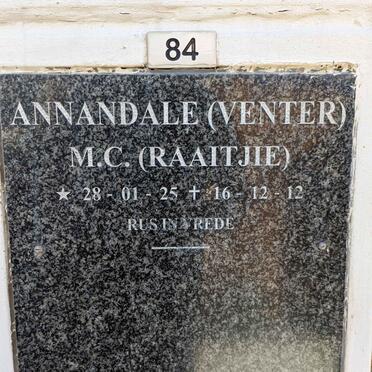 84
ANNANDALE (VENTER)
M.C. (RAAITJIE)
★ 28 - 01 - 25 ✝ 16 - 12 - 12
RUS IN VREDE